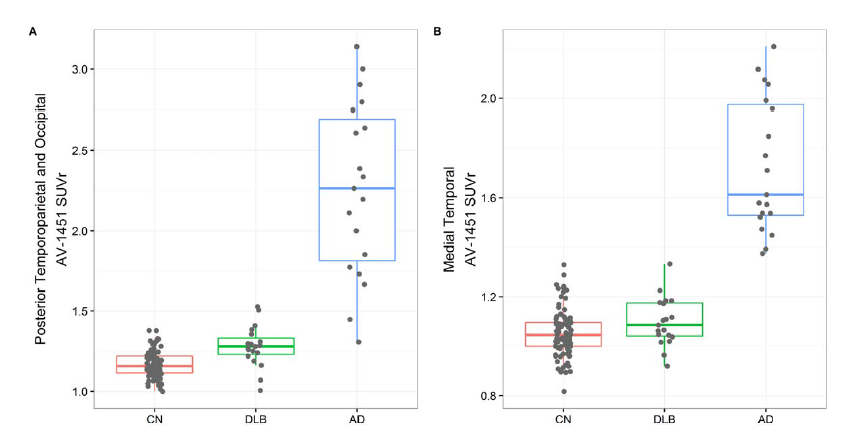 A
Posterior Temporoparietal and Occipital
AV-1451 SUVr
3.0
2.5
2.0
1.5
1.0
CN
DLB
AD
B
Medial Temporal
AV-1451 SUVr
2.0
1.6
1.2
0.8
CN
DLB
AD